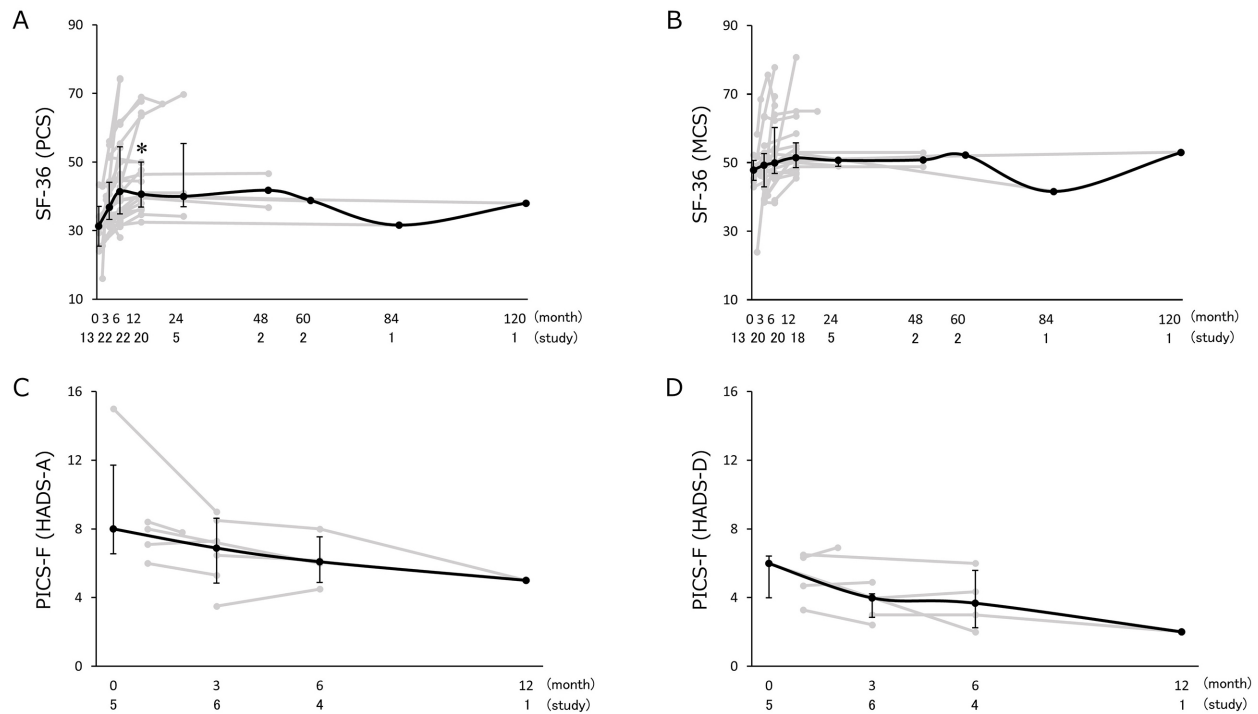 A
SF-36 (PCS)
90
70
50
30
10
*
0 3 6 12 24 48 60 84 120 (month)
13 22 22 20 5 2 2 1 1 (study)
B
SF-36 (MCS)
90
70
50
30
10
0 3 6 12 24 48 60 84 120 (month)
13 20 20 18 5 2 2 1 1 (study)
C
PICS-F (HADS-A)
16
12
8
4
0
0 3 6 12 (month)
5 6 4 1 (study)
D
PICS-F (HADS-D)
16
12
8
4
0
0 3 6 12 (month)
5 6 4 1 (study)